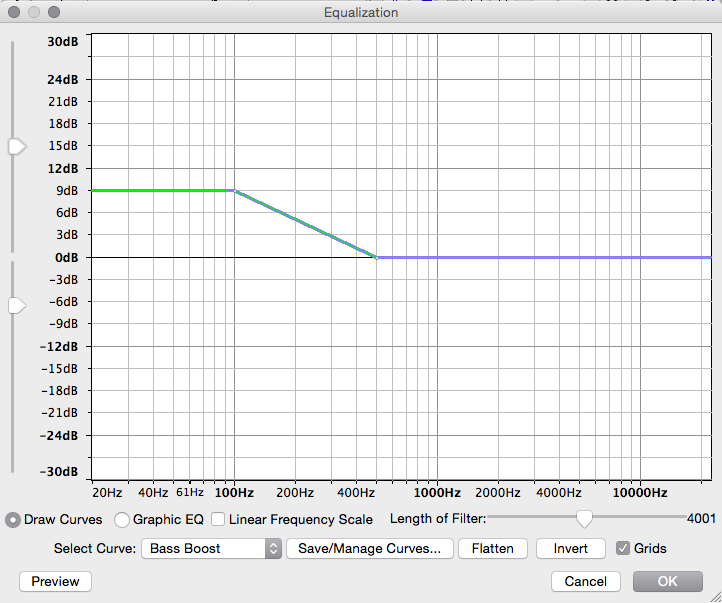 Equalization
30dB
24dB
21dB
18dB
15dB
12dB
9dB
6dB
3dB
0dB
-3dB
-6dB
-9dB
-12dB
-15dB
-18dB
-21dB
-24dB
-30dB
20Hz 40Hz 61Hz 100Hz 200Hz 400Hz 1000Hz 2000Hz 4000Hz 10000Hz
Draw Curves Graphic EQ Linear Frequency Scale Length of Filter: 4001
Select Curve: Bass Boost Save/Manage Curves... Flatten Invert Grids
Preview Cancel OK